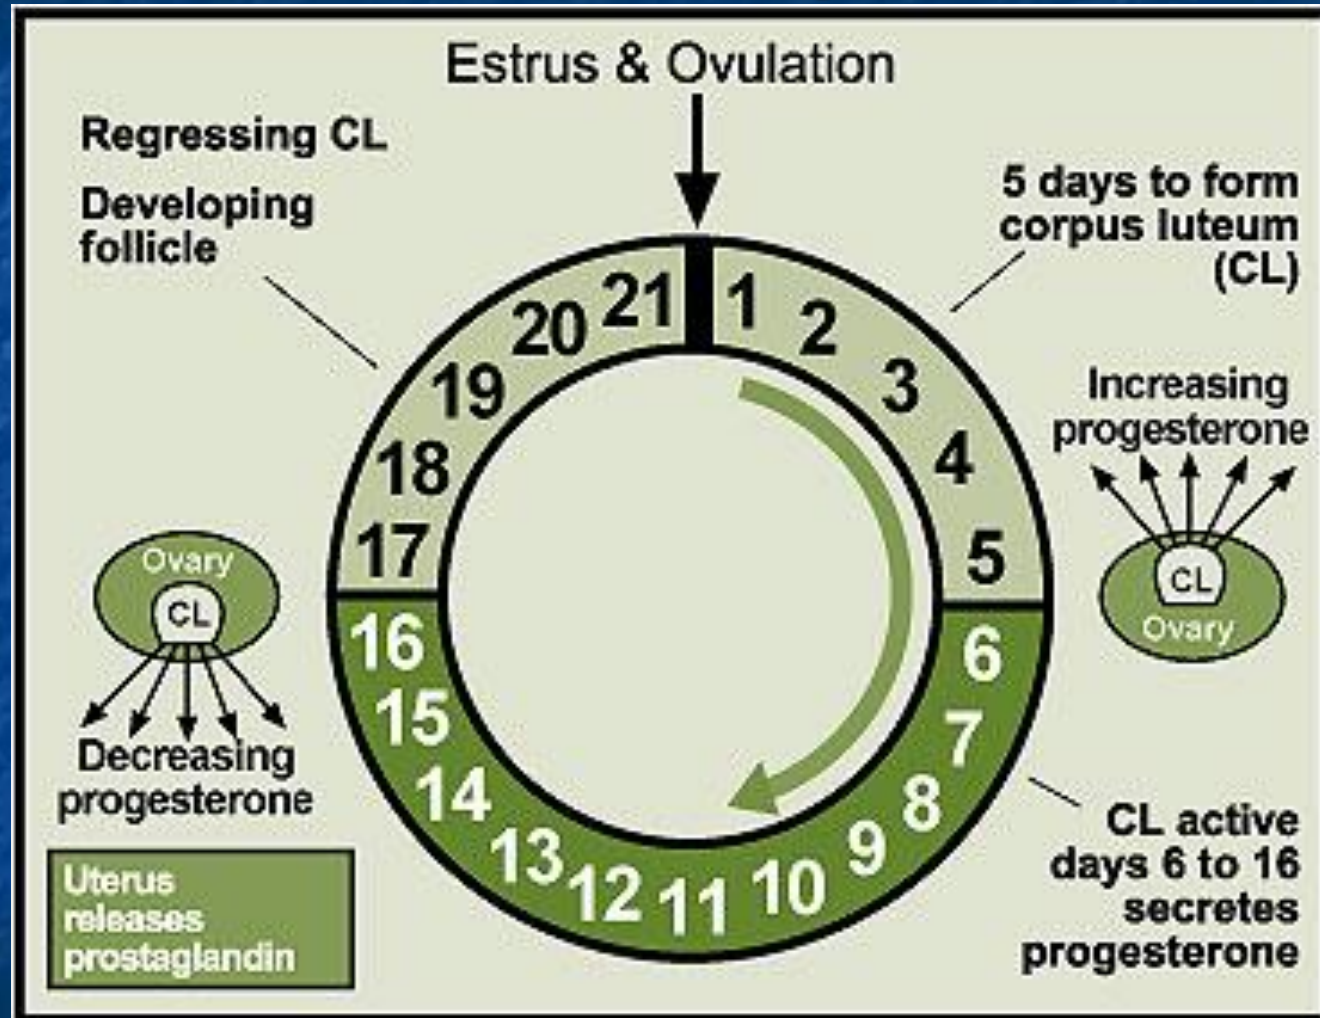 Estrus & Ovulation
Regressing CL
Developing
follicle
5 days to form
corpus luteum
(CL)
Increasing
progesterone
CL
Ovary
CL active
days 6 to 16
secretes
progesterone
Ovary
CL
Decreasing
progesterone
Uterus
releases
prostaglandin
1
2
3
4
5
6
7
8
9
10
11
12
13
14
15
16
17
18
19
20
21